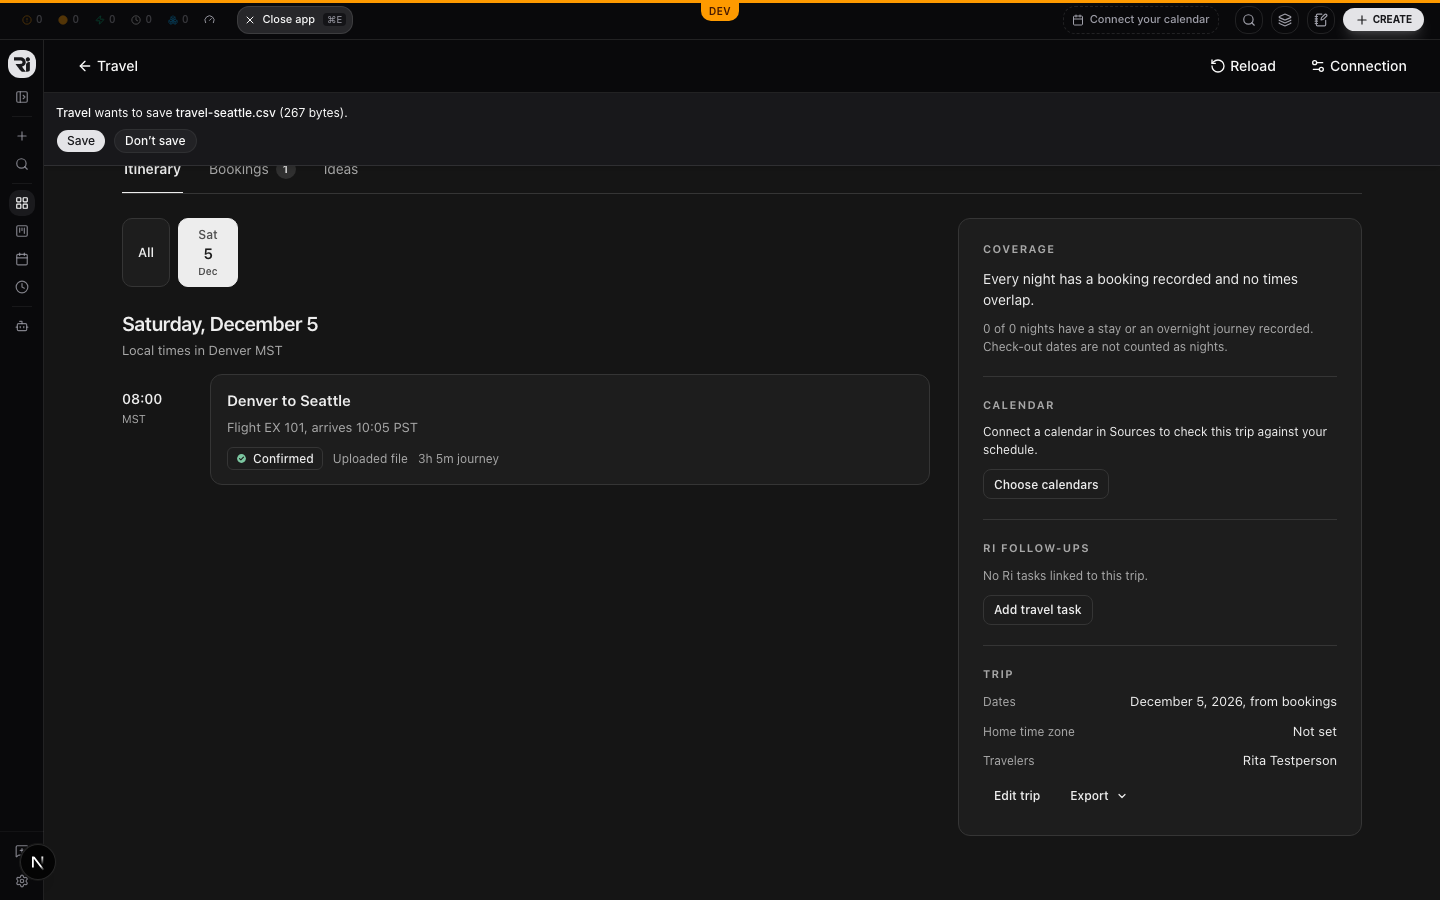 0 0 0 0 0
Close app ⌘E
DEV
Connect your calendar
CREATE
Ri
Travel
Reload
Connection
Travel wants to save travel-seattle.csv (267 bytes).
Save
Don't save
Itinerary
Bookings 1
Ideas
All
Sat
5
Dec
Saturday, December 5
Local times in Denver MST
08:00
MST
Denver to Seattle
Flight EX 101, arrives 10:05 PST
Confirmed Uploaded file 3h 5m journey
COVERAGE
Every night has a booking recorded and no times
overlap.
0 of 0 nights have a stay or an overnight journey recorded.
Check-out dates are not counted as nights.
CALENDAR
Connect a calendar in Sources to check this trip against your
schedule.
Choose calendars
RI FOLLOW-UPS
No Ri tasks linked to this trip.
Add travel task
TRIP
Dates December 5, 2026, from bookings
Home time zone Not set
Travelers Rita Testperson
Edit trip Export
N